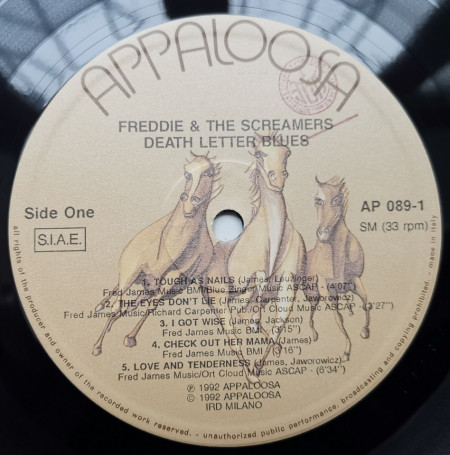 APPALOOSA
FREDDIE & THE SCREAMERS
DEATH LETTER BLUES
Side One
S.I.A.E.
AP 089-1
SM (33 rpm)
1. TOUGH AS NAILS (James, Leuzinger)
Fred James Music BMI/Blue Zinger Music ASCAP - (4'07")
2. THE EYES DON'T LIE (James, Carpenter, Jaworowicz)
Fred James Music/Richard Carpenter Pub/Ort Cloud Music ASCAP - (3'27")
3. I GOT WISE (James, Jackson)
Fred James Music BMI - (3'15")
4. CHECK OUT HER MAMA (James)
Fred James Music BMI - (3'16")
5. LOVE AND TENDERNESS (James, Jaworowicz)
Fred James Music/Ort Cloud Music ASCAP - (6'34")
℗ 1992 APPALOOSA
© 1992 APPALOOSA
IRD MILANO
all rights of the producer and owner of the recorded work reserved. - unauthorized public performance, broadcasting and copying prohibited. - made in Italy